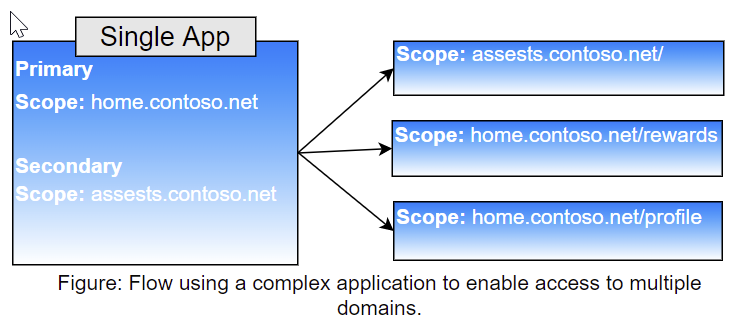 Single App
Primary
Scope: home.contoso.net
Secondary
Scope: assests.contoso.net
Scope: assests.contoso.net/
Scope: home.contoso.net/rewards
Scope: home.contoso.net/profile
Figure: Flow using a complex application to enable access to multiple
domains.